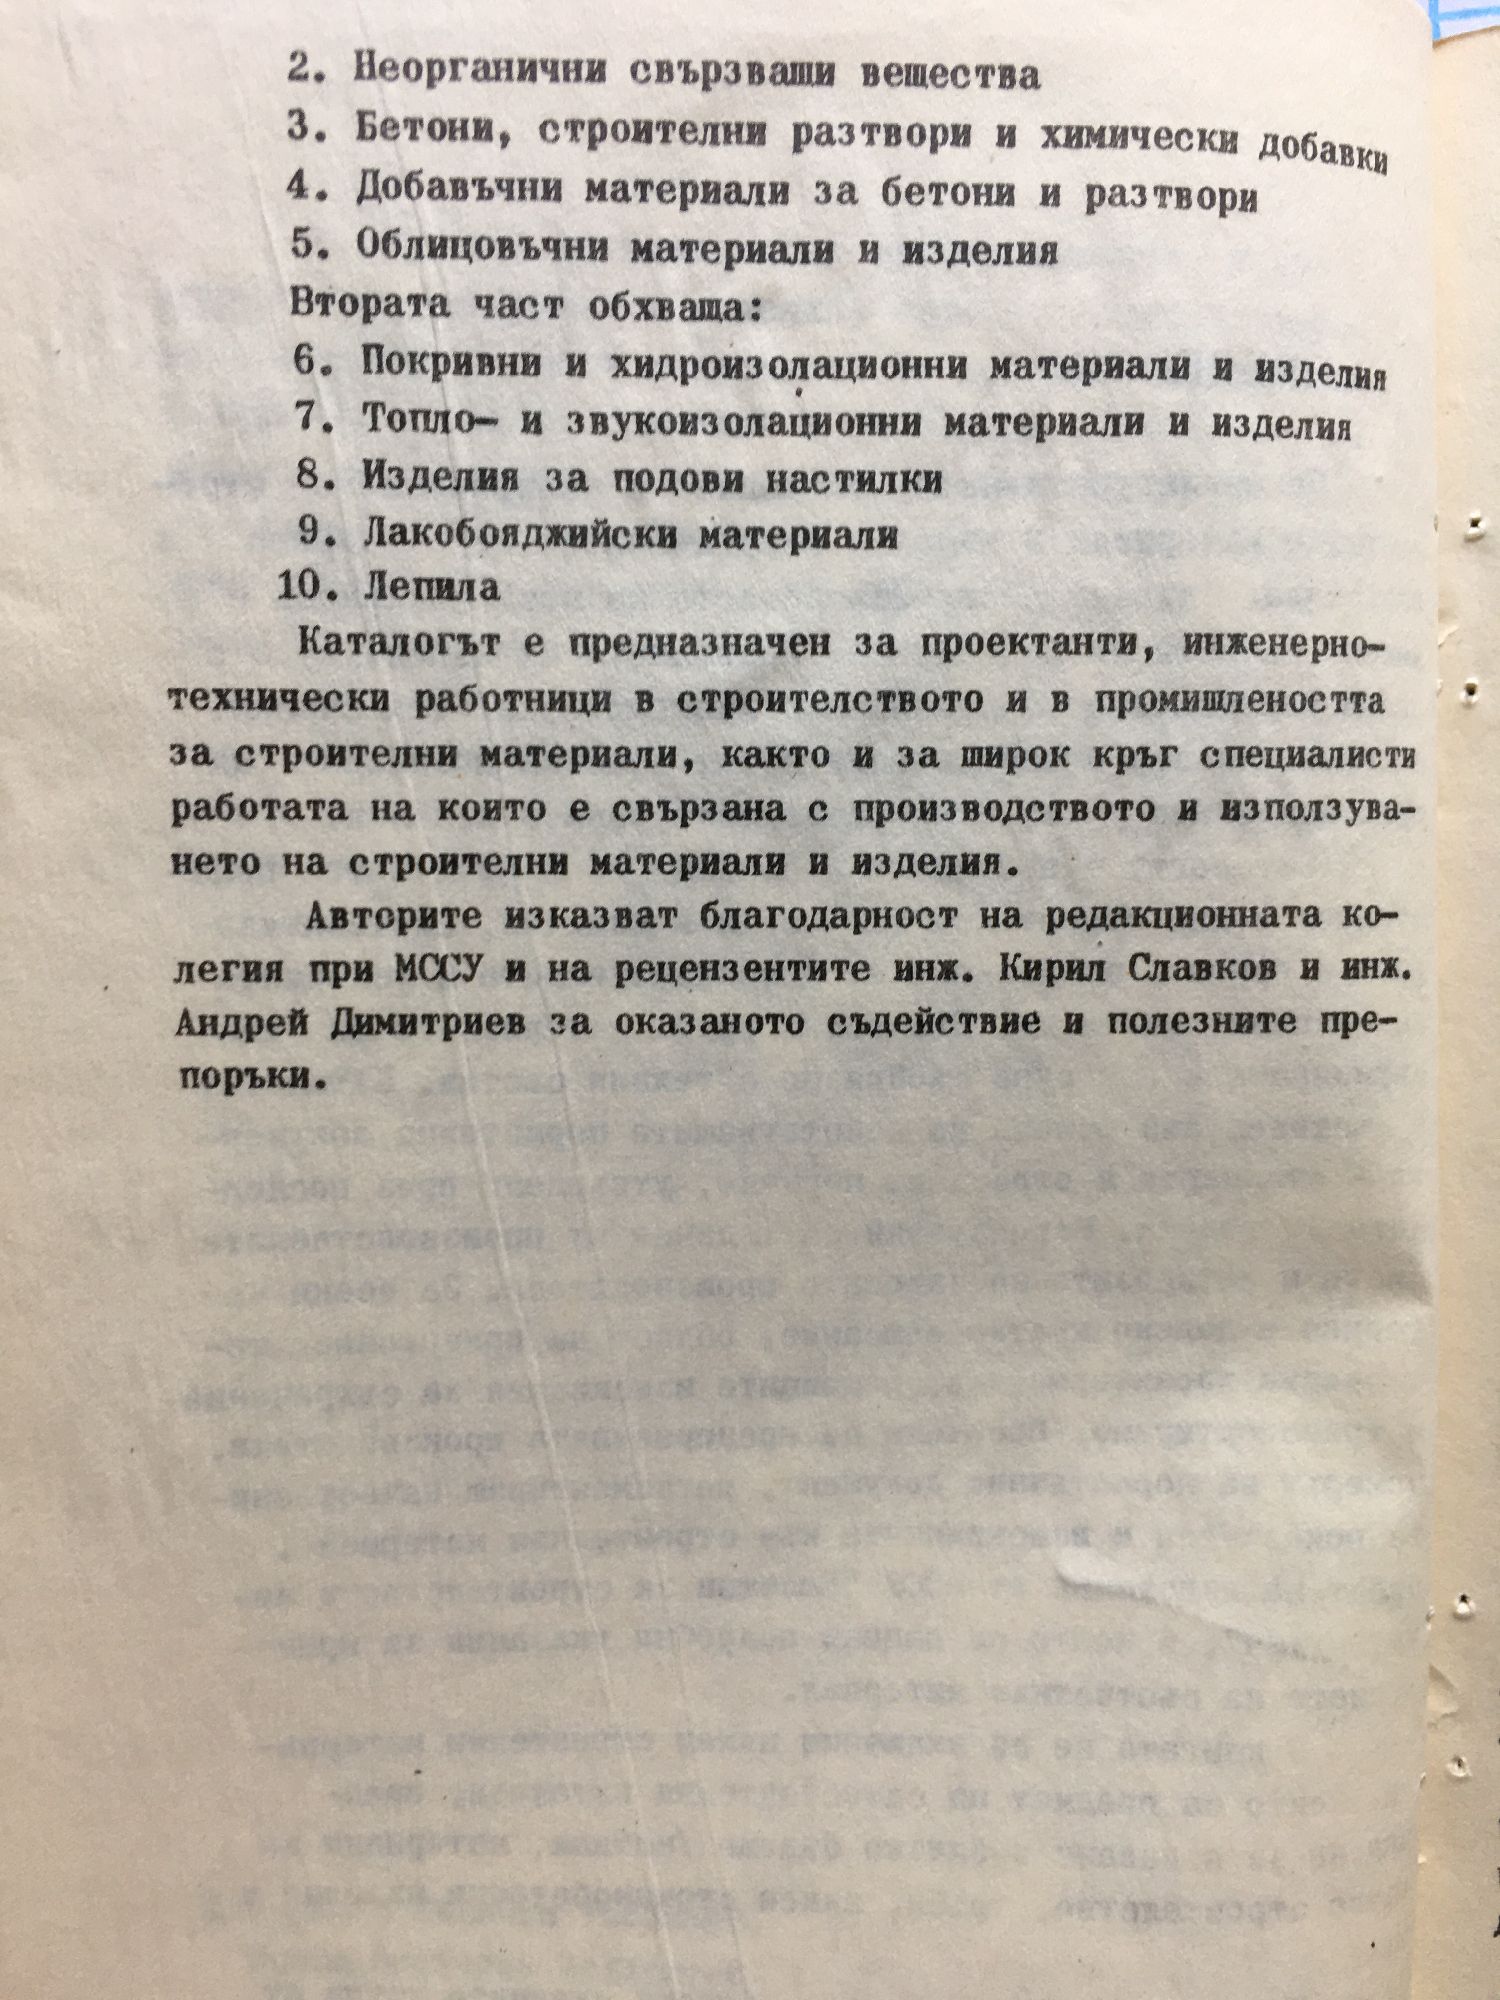 2. Неорганични свързваши вещества
3. Бетони, строителни разтвори и химически добавки
4. Добавъчни материали за бетони и разтвори
5. Облицовъчни материали и изделия
Втората част обхваща:
6. Покривни и хидроизолационни материали и изделия
7. Топло- и звукоизолационни материали и изделия
8. Изделия за подови настилки
9. Лакобояджийски материали
10. Лепила
Каталогът е предназначен за проектанти, инженерно-
технически работници в строителството и в промишлеността
за строителни материали, както и за широк кръг специалисти
работата на които е свързана с производството и използува-
нето на строителни материали и изделия.
Авторите изказват благодарност на редакционната ко-
легия при МССУ и на рецензентите инж. Кирил Славков и инж.
Андрей Димитриев за оказаното съдействие и полезните пре-
поръки.